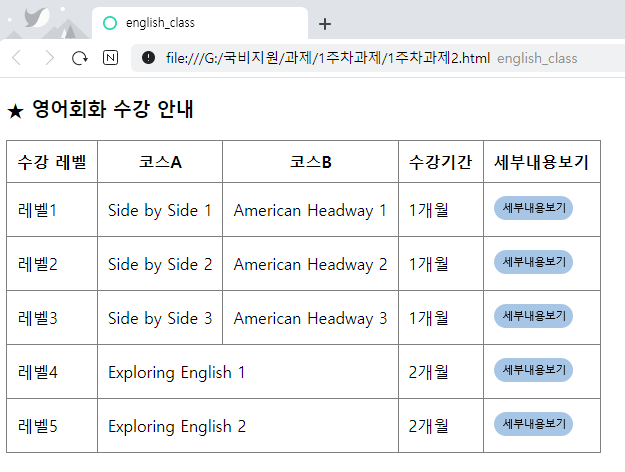 english_class
N
file:///G:/국비지원/과제/1주차과제/1주차과제2.html english_class
★ 영어회화 수강 안내
수강 레벨 코스A 코스B 수강기간 세부내용보기
레벨1 Side by Side 1 American Headway 1 1개월 세부내용보기
레벨2 Side by Side 2 American Headway 2 1개월 세부내용보기
레벨3 Side by Side 3 American Headway 3 1개월 세부내용보기
레벨4 Exploring English 1 2개월 세부내용보기
레벨5 Exploring English 2 2개월 세부내용보기